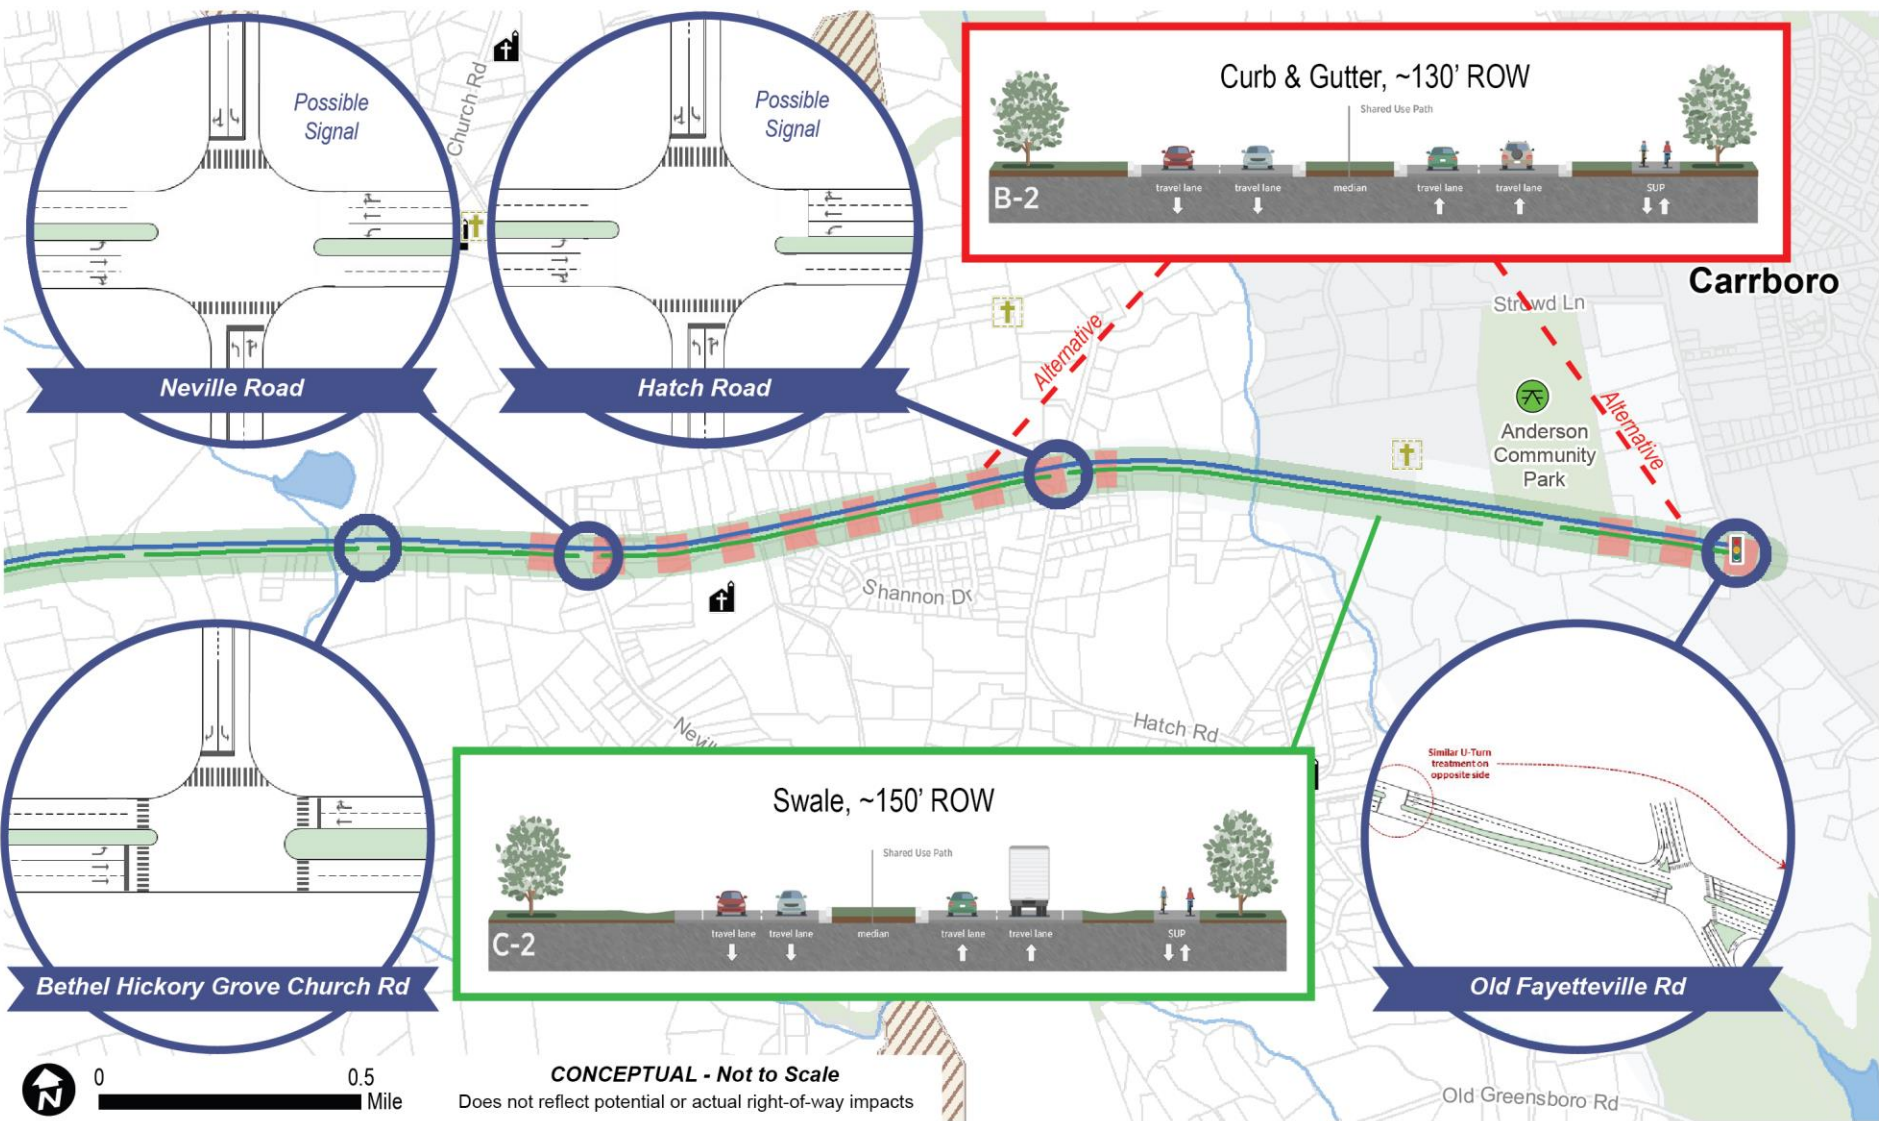 Possible
Signal
Neville Road
Possible
Signal
Hatch Road
Church Rd
Curb & Gutter, ~130' ROW
Shared Use Path
B-2
travel lane
travel lane
median
travel lane
travel lane
SUP
Carrboro
Strowd Ln
Alternative
Alternative
Anderson
Community
Park
Shannon Dr
Hatch Rd
Swale, ~150' ROW
Shared Use Path
C-2
travel lane
travel lane
median
travel lane
travel lane
SUP
Bethel Hickory Grove Church Rd
Similar U-Turn
treatment on
opposite side
Old Fayetteville Rd
N
0
0.5
Mile
CONCEPTUAL - Not to Scale
Does not reflect potential or actual right-of-way impacts
Old Greensboro Rd